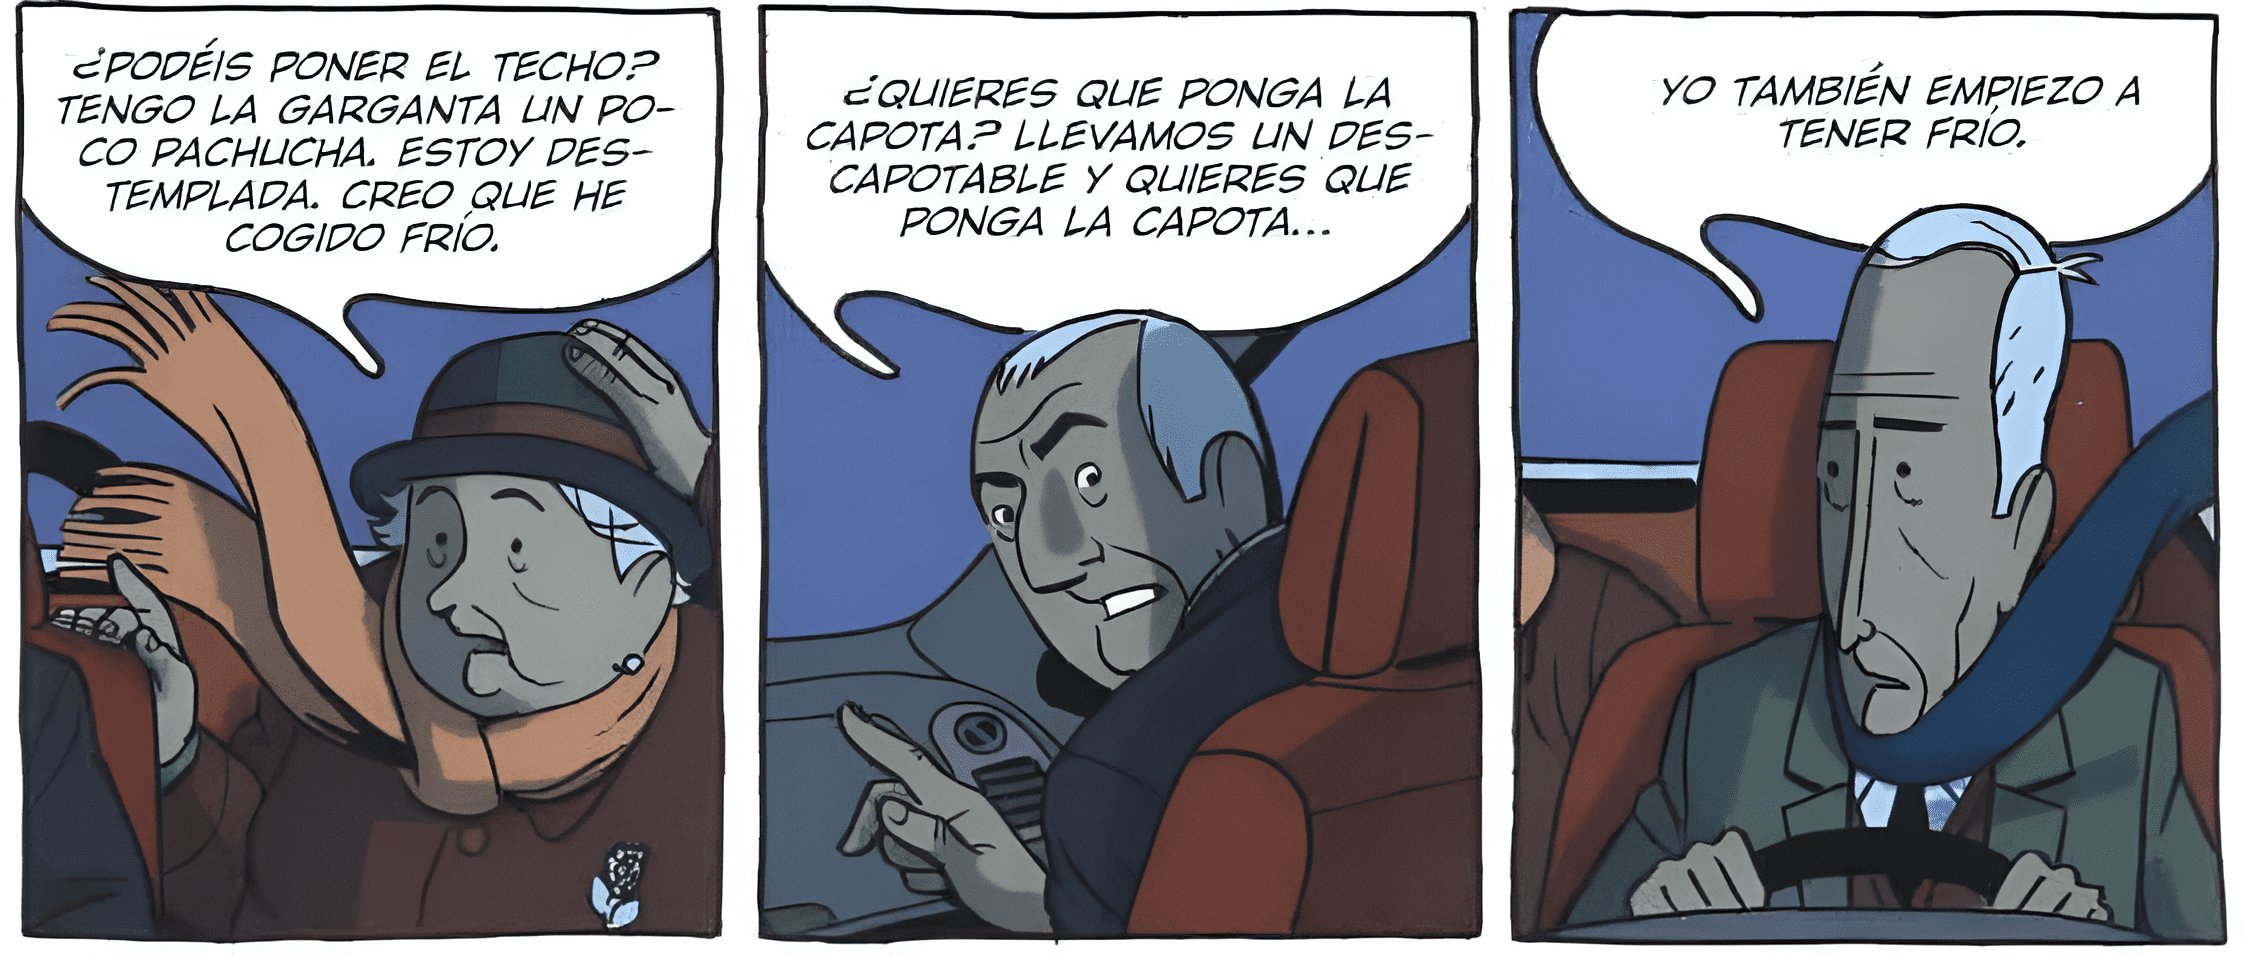 ¿PODÉIS PONER EL TECHO?
TENGO LA GARGANTA UN PO-
CO PACHUCHA. ESTOY DES-
TEMPLADA. CREO QUE HE
COGIDO FRÍO.
¿QUIERES QUE PONGA LA
CAPOTA? LLEVAMOS UN DES-
CAPOTABLE Y QUIERES QUE
PONGA LA CAPOTA...
YO TAMBIÉN EMPIEZO A
TENER FRÍO.